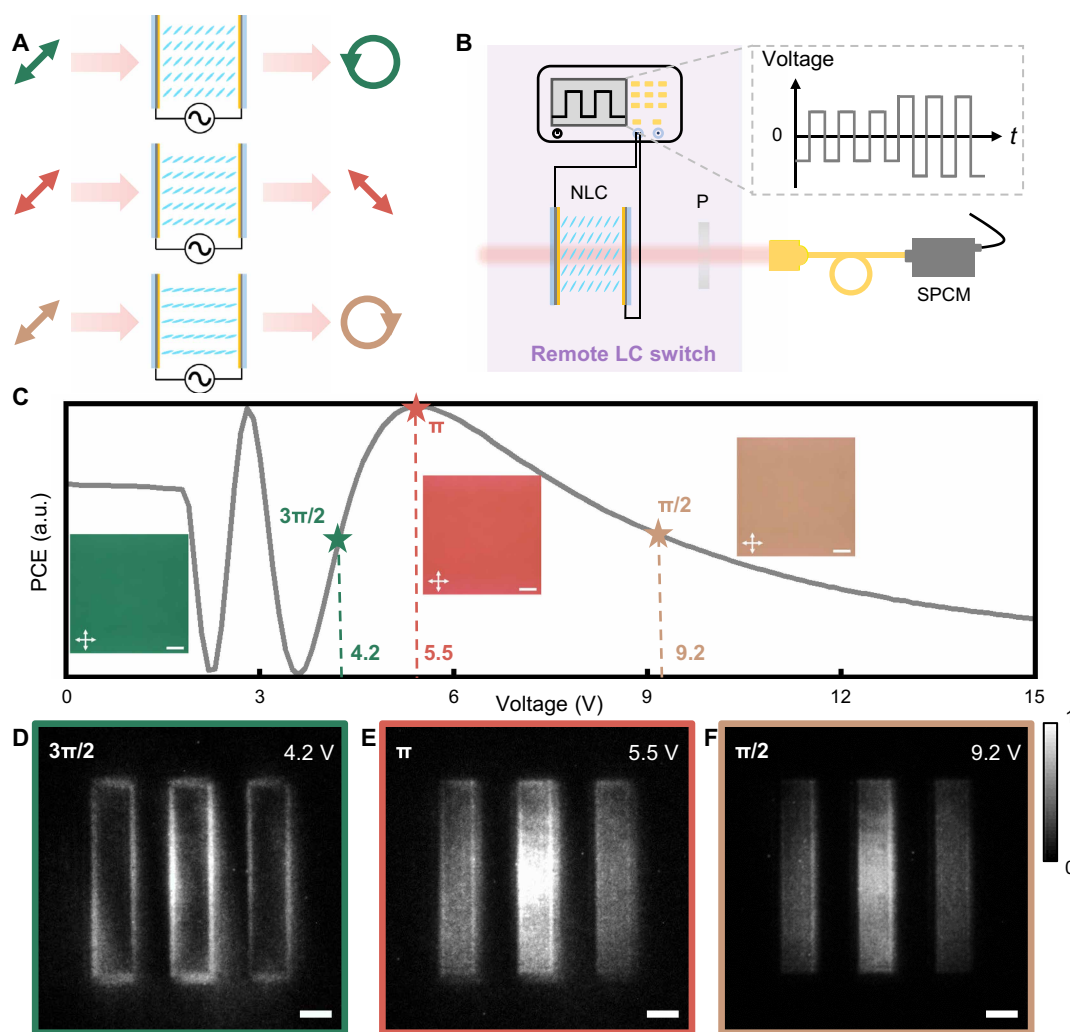 A
B
Voltage
0
t
NLC
P
SPCM
Remote LC switch
C
PCE (a.u.)
3π/2
π
π/2
4.2
5.5
9.2
0
3
6
9
12
15
Voltage (V)
D
3π/2
4.2 V
E
π
5.5 V
F
π/2
9.2 V
1
0